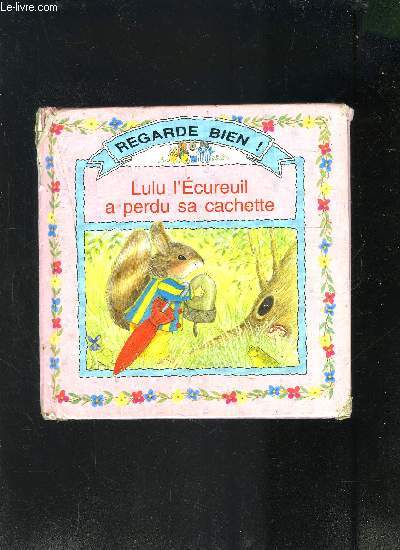 Le-livre.com
REGARDE BIEN !
Lulu l'Écureuil
a perdu sa cachette